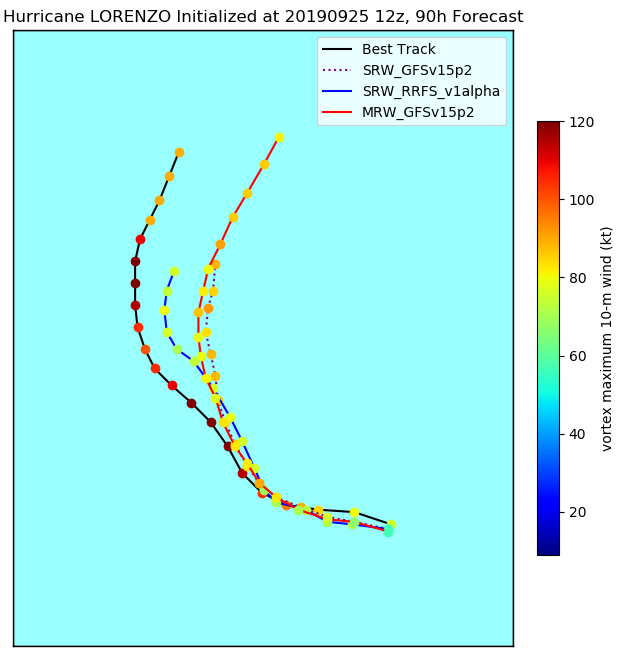 Hurricane LORENZO Initialized at 20190925 12z, 90h Forecast
Best Track
SRW_GFSv15p2
SRW_RRFS_v1alpha
MRW_GFSv15p2
120
100
80
60
40
20
vortex maximum 10-m wind (kt)